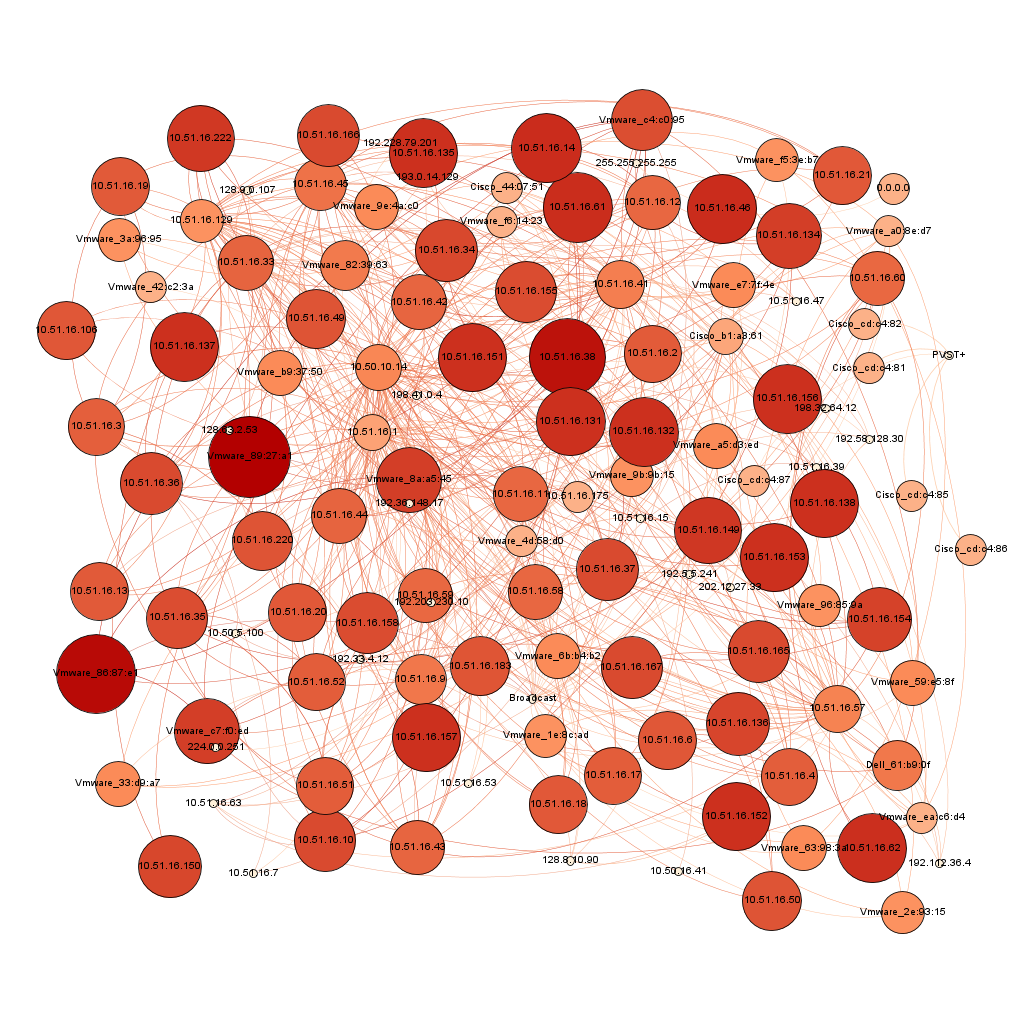 Vmware_c4:c0:95
10.51.16.222
10.51.16.166
192.228.79.201
10.51.16.135
10.51.16.14
255.255.255.255
Vmware_f5:3e:b7
193.0.14.129
10.51.16.21
10.51.16.19
128.9.0.107
10.51.16.45
Cisco_44:07:51
0.0.0.0
Vmware_9e:4a:c0
10.51.16.61
10.51.16.12
10.51.16.46
10.51.16.129
Vmware_f6:14:23
Vmware_a0:8e:d7
Vmware_3a:96:95
10.51.16.134
10.51.16.34
10.51.16.33
Vmware_82:39:63
10.51.16.60
Vmware_42:c2:3a
10.51.16.155
10.51.16.41
Vmware_e7:7f:4e
10.51.16.42
10.51.16.47
10.51.16.49
Cisco_cd:c4:82
10.51.16.106
Cisco_b1:a3:61
10.51.16.137
10.51.16.151
10.51.16.38
10.51.16.2
PVST+
10.50.10.14
Cisco_cd:c4:81
Vmware_b9:37:50
198.41.0.4
10.51.16.156
198.32.64.12
10.51.16.3
10.51.16.131
10.51.16.1
10.51.16.132
192.58.128.30
Vmware_a5:d3:ed
Vmware_89:27:a1
10.51.16.39
Vmware_9b:9b:15
Vmware_8a:a5:45
Cisco_cd:c4:87
10.51.16.36
10.51.16.11
10.51.16.175
Cisco_cd:c4:85
192.36.148.17
10.51.16.138
10.51.16.44
10.51.16.15
10.51.16.149
10.51.16.220
Vmware_4d:58:d0
Cisco_cd:c4:86
10.51.16.153
10.51.16.37
192.5.5.241
202.12.27.33
10.51.16.13
10.51.16.58
10.51.16.59
192.203.230.10
Vmware_96:85:9a
10.51.16.20
10.51.16.35
10.51.16.154
10.51.16.158
10.50.5.100
10.51.16.165
Vmware_6b:b4:b2
192.33.4.12
10.51.16.183
10.51.16.167
Vmware_86:87:e1
10.51.16.9
10.51.16.52
Vmware_59:e5:8f
Broadcast
10.51.16.57
10.51.16.136
Vmware_c7:f0:ed
Vmware_1e:8c:ad
10.51.16.157
10.51.16.6
224.0.0.251
Dell_61:b9:0f
10.51.16.17
10.51.16.4
Vmware_33:d9:a7
10.51.16.53
10.51.16.51
10.51.16.63
10.51.16.18
10.51.16.152
Vmware_ea:c6:d4
10.51.16.10
10.51.16.43
10.51.16.62
128.8.10.90
192.112.36.4
10.51.16.150
10.51.16.7
10.50.16.41
10.51.16.50
Vmware_2e:93:15